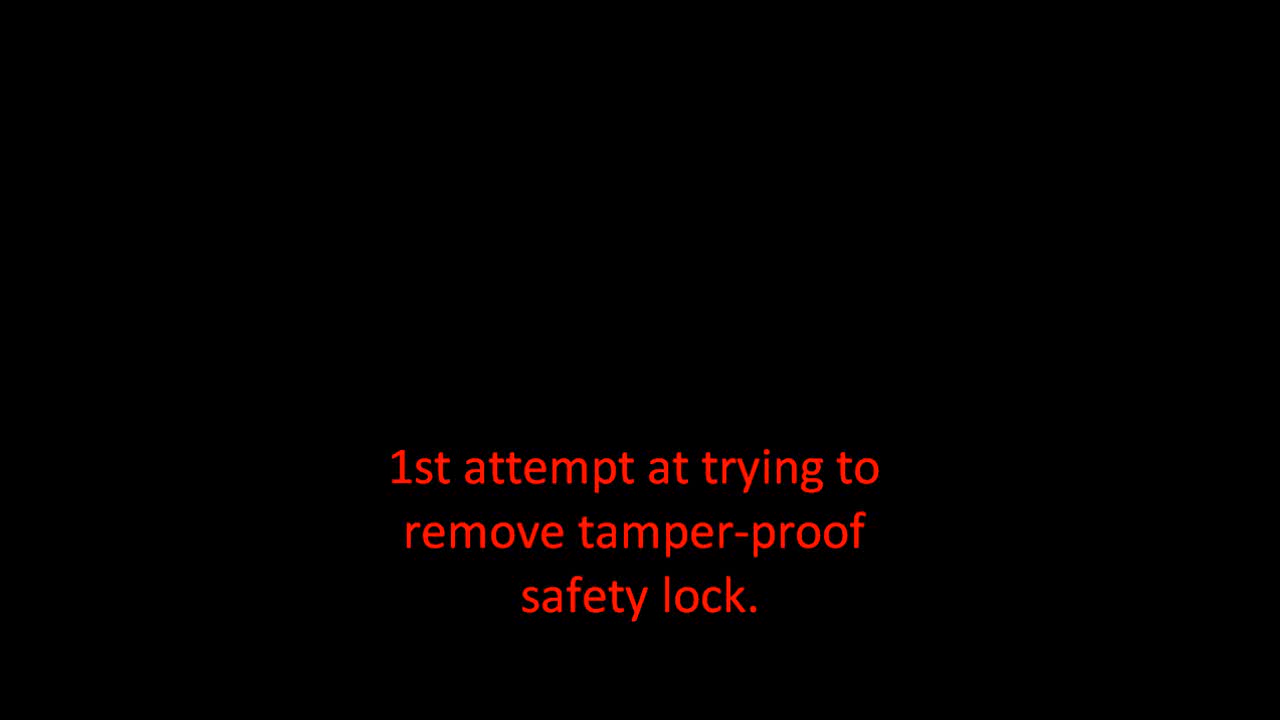 1st attempt at trying to
remove tamper-proof
safety lock.